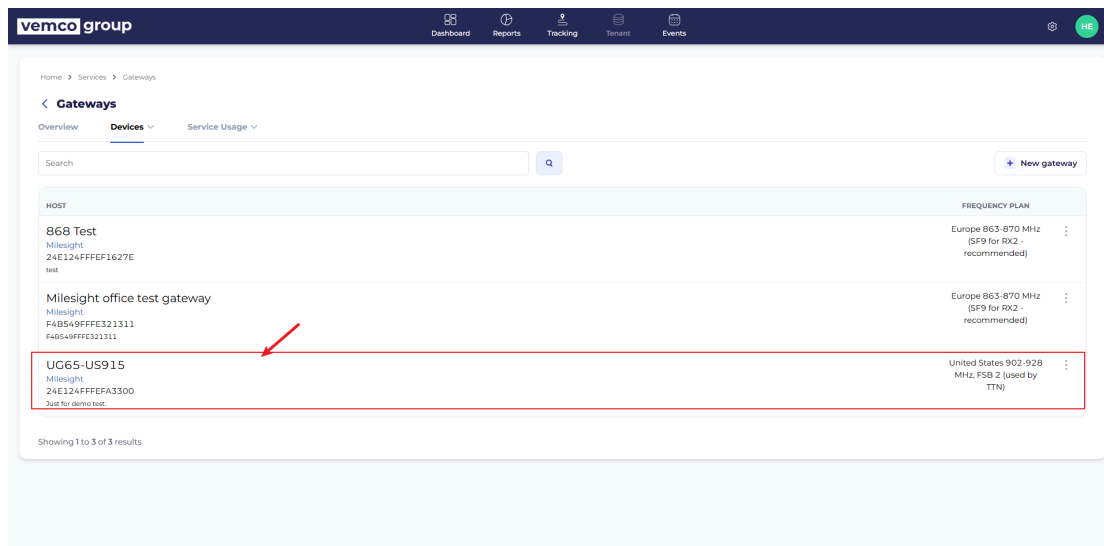 vemco group
Dashboard
Reports
Tracking
Tenant
Events
HE
Home > Services > Gateways
Gateways
Overview
Devices
Service Usage
Search
+ New gateway
HOST
FREQUENCY PLAN
868 Test
Milesight
24E124FFFEF1627E
test
Europe 863-870 MHz
(SF9 for RX2 -
recommended)
Milesight office test gateway
Milesight
F4B549FFFE321311
F4B549FFFE321311
Europe 863-870 MHz
(SF9 for RX2 -
recommended)
UG65-US915
Milesight
24E124FFFEFA3300
Just for demo test.
United States 902-928
MHz, FSB 2 (used by
TTN)
Showing 1 to 3 of 3 results